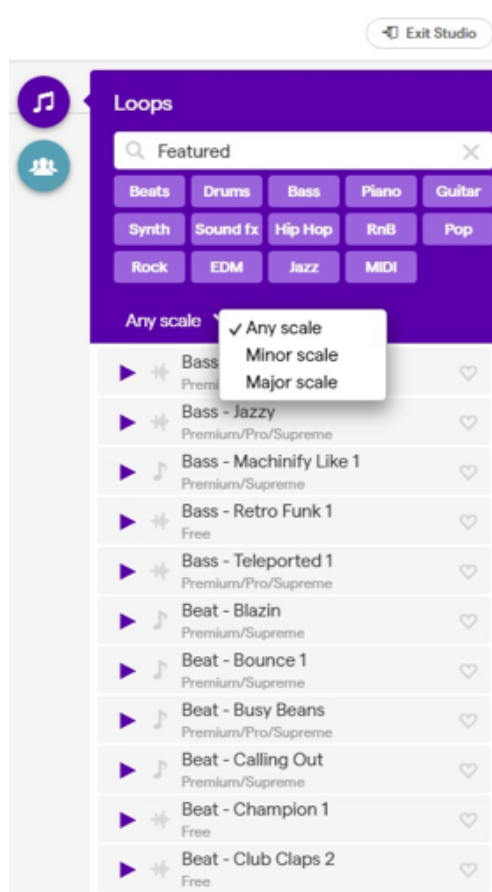 Exit Studio
Loops
Featured
Beats Drums Bass Piano Guitar
Synth Sound fx Hip Hop RnB Pop
Rock EDM Jazz MIDI
Any scale
Any scale
Minor scale
Major scale
Bass
Bass - Jazzy
Premium/Pro/Supreme
Bass - Machinify Like 1
Premium/Supreme
Bass - Retro Funk 1
Free
Bass - Teleported 1
Premium/Pro/Supreme
Beat - Blazin
Premium/Supreme
Beat - Bounce 1
Premium/Supreme
Beat - Busy Beans
Premium/Pro/Supreme
Beat - Calling Out
Premium/Supreme
Beat - Champion 1
Free
Beat - Club Claps 2
Free